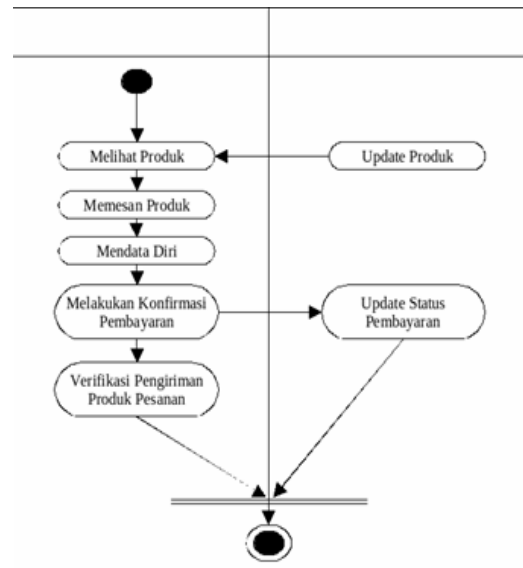 Melihat Produk
Update Produk
Memesan Produk
Mendata Diri
Melakukan Konfirmasi
Pembayaran
Update Status
Pembayaran
Verifikasi Pengiriman
Produk Pesanan